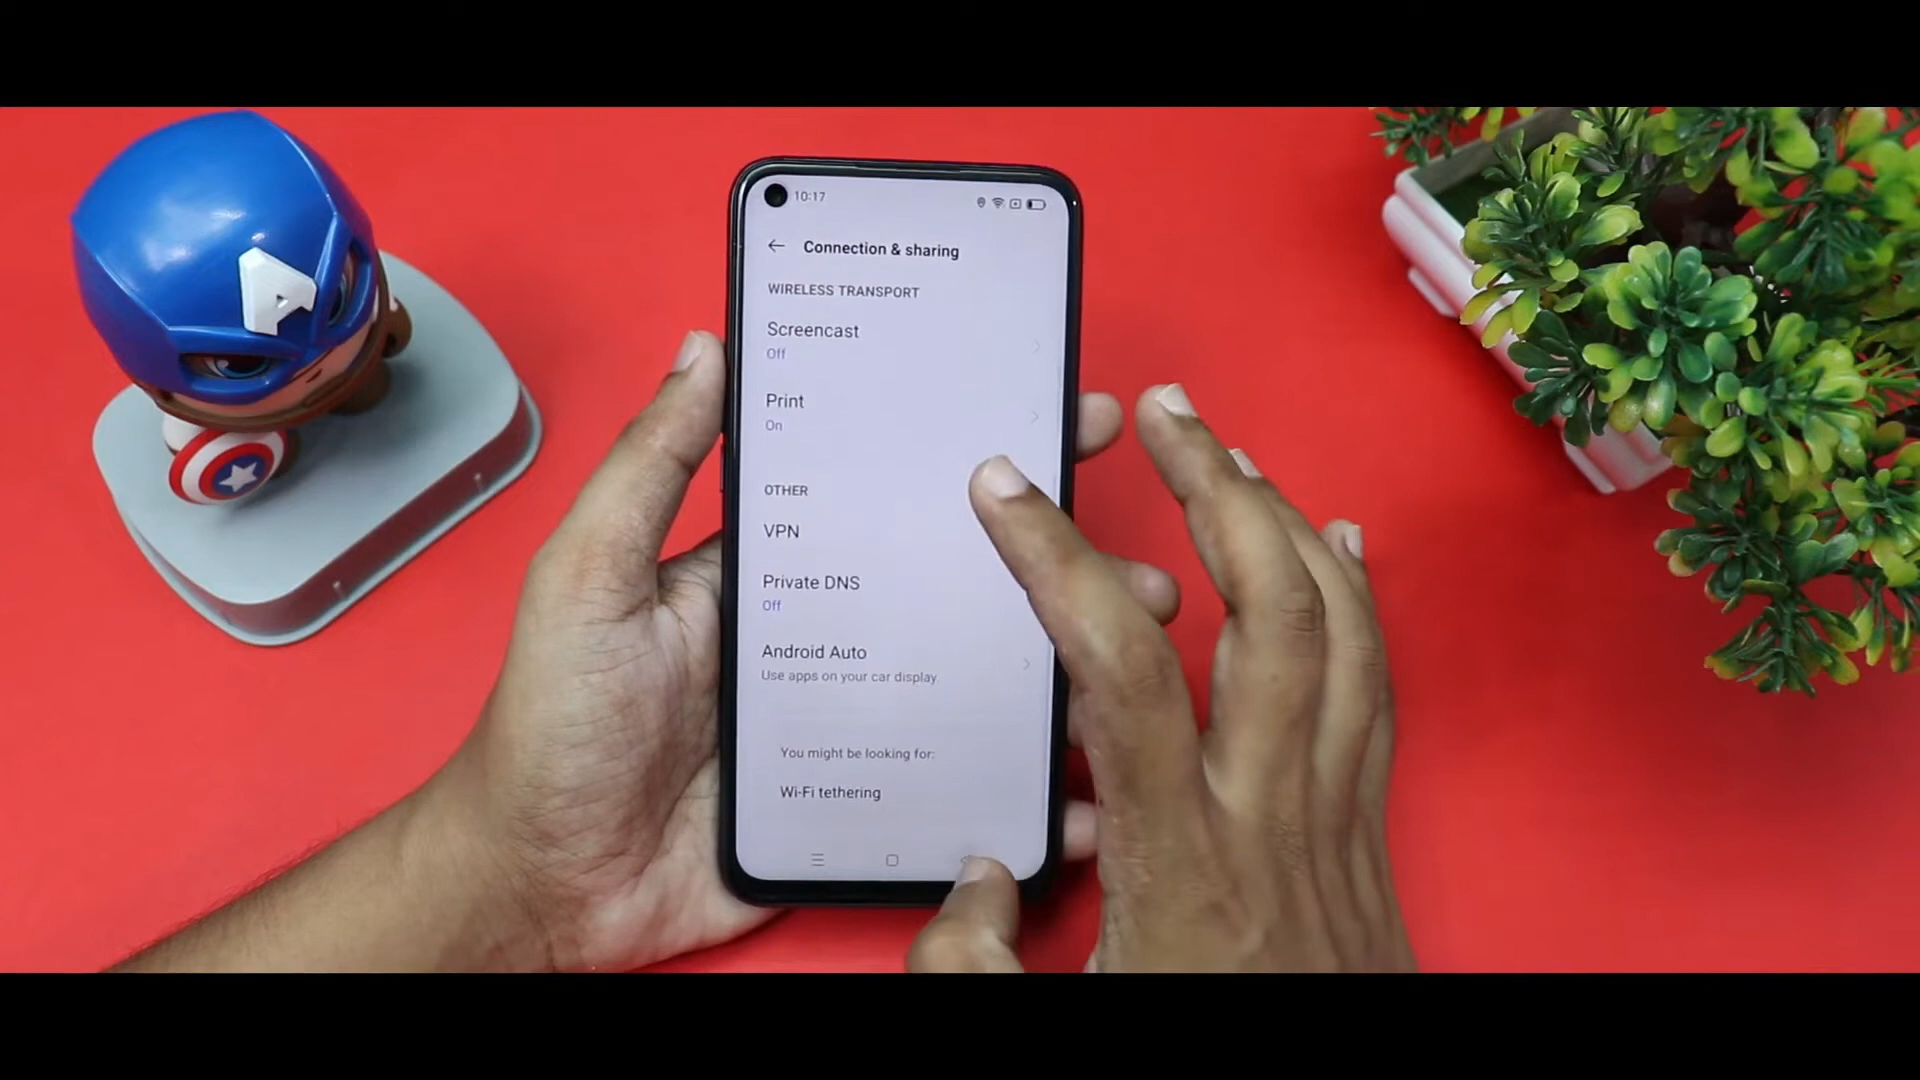 10:17
Connection & sharing
WIRELESS TRANSPORT
Screencast
Off
Print
On
OTHER
VPN
Private DNS
Off
Android Auto
Use apps on your car display
You might be looking for:
Wi-Fi tethering
A